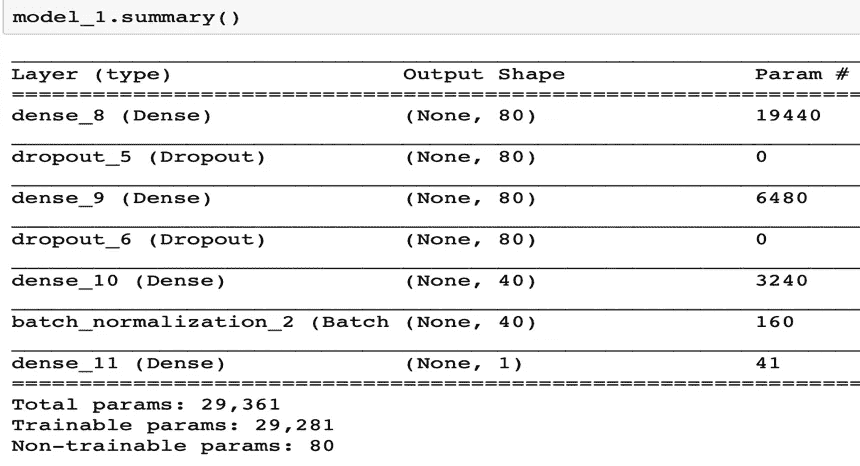 model_1.summary()
Layer (type) Output Shape Param #
dense_8 (Dense) (None, 80) 19440
dropout_5 (Dropout) (None, 80) 0
dense_9 (Dense) (None, 80) 6480
dropout_6 (Dropout) (None, 80) 0
dense_10 (Dense) (None, 40) 3240
batch_normalization_2 (Batch (None, 40) 160
dense_11 (Dense) (None, 1) 41
Total params: 29,361
Trainable params: 29,281
Non-trainable params: 80